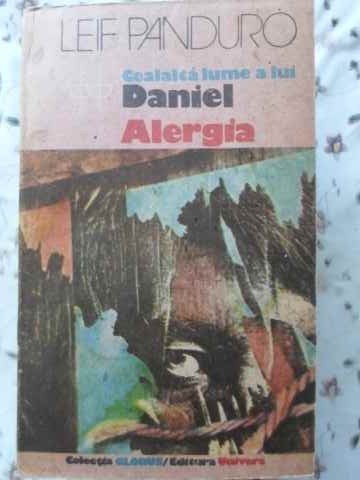 LEIF PANDURO
Cealaltă lume a lui
Daniel
Alergia
Colecția GLOBUS/Editura Univers